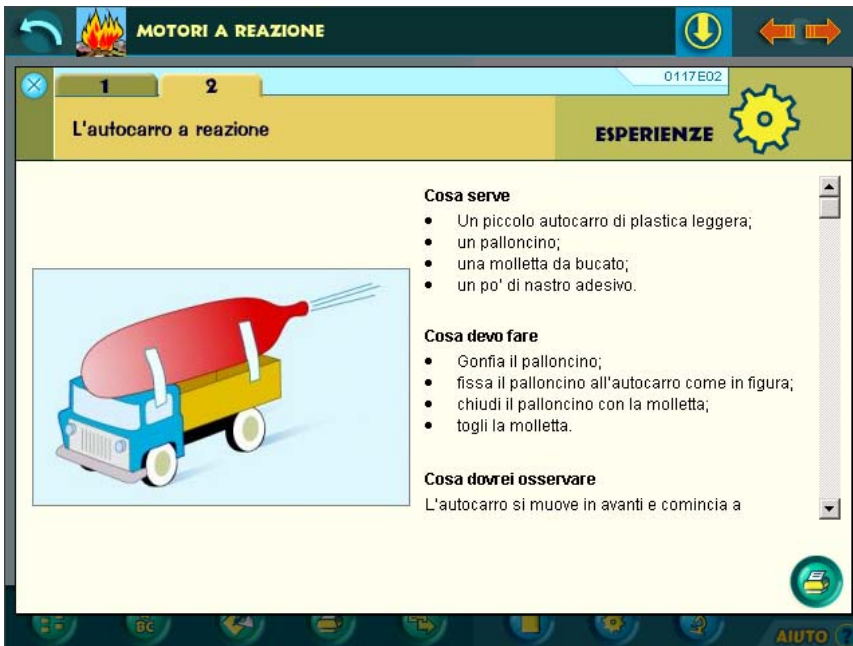 MOTORI A REAZIONE
1 2
0117E02
L'autocarro a reazione
ESPERIENZE
Cosa serve
• Un piccolo autocarro di plastica leggera;
• un palloncino;
• una molletta da bucato;
• un po' di nastro adesivo.
Cosa devo fare
• Gonfia il palloncino;
• fissa il palloncino all'autocarro come in figura;
• chiudi il palloncino con la molletta;
• togli la molletta.
Cosa dovrei osservare
L'autocarro si muove in avanti e comincia a
BC
AIUTO ?